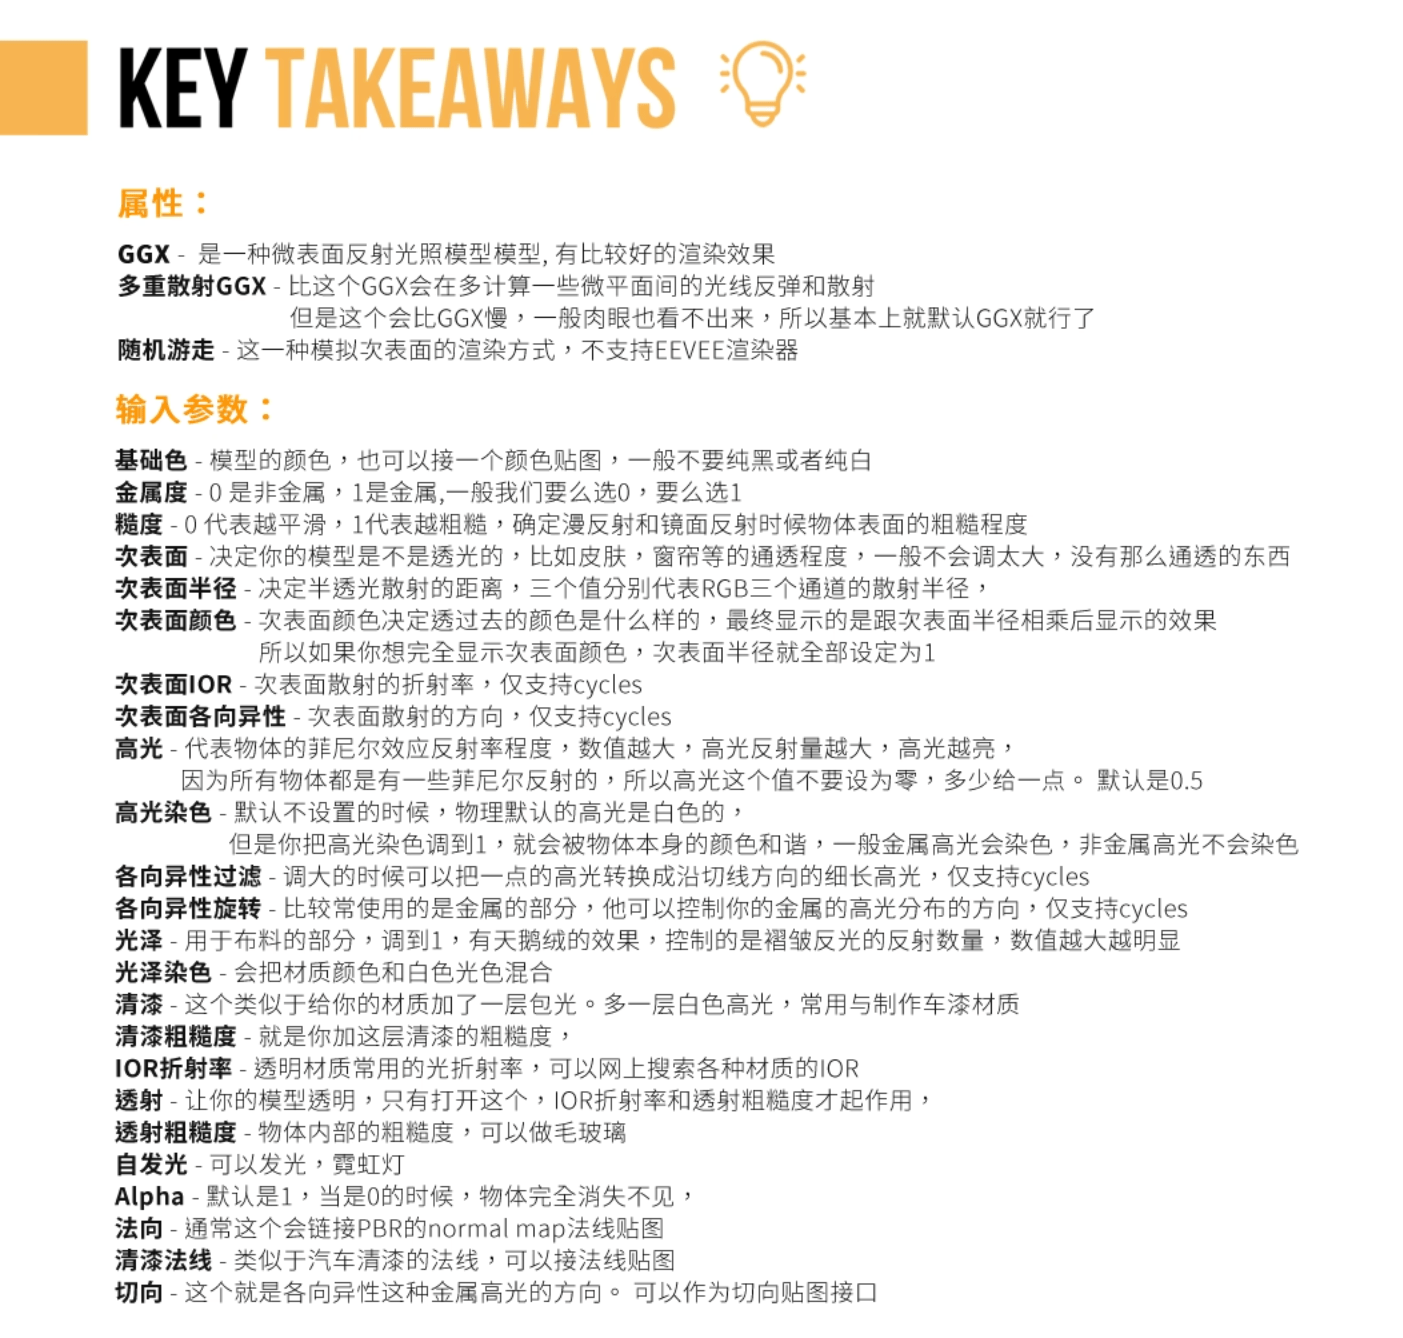 KEY TAKEAWAYS
属性：
GGX - 是一种微表面反射光照模型模型, 有比较好的渲染效果
多重散射GGX - 比这个GGX会在多计算一些微平面间的光线反弹和散射
但是这个会比GGX慢，一般肉眼也看不出来，所以基本上就默认GGX就行了
随机游走 - 这一种模拟次表面的渲染方式，不支持EEVEE渲染器
输入参数：
基础色 - 模型的颜色，也可以接一个颜色贴图，一般不要纯黑或者纯白
金属度 - 0 是非金属，1是金属,一般我们要么选0，要么选1
糙度 - 0 代表越平滑，1代表越粗糙，确定漫反射和镜面反射时候物体表面的粗糙程度
次表面 - 决定你的模型是不是透光的，比如皮肤，窗帘等的通透程度，一般不会调太大，没有那么通透的东西
次表面半径 - 决定半透光散射的距离，三个值分别代表RGB三个通道的散射半径，
次表面颜色 - 次表面颜色决定透过去的颜色是什么样的，最终显示的是跟次表面半径相乘后显示的效果
所以如果你想完全显示次表面颜色，次表面半径就全部设定为1
次表面IOR - 次表面散射的折射率，仅支持cycles
次表面各向异性 - 次表面散射的方向，仅支持cycles
高光 - 代表物体的菲尼尔效应反射率程度，数值越大，高光反射量越大，高光越亮，
因为所有物体都是有一些菲尼尔反射的，所以高光这个值不要设为零，多少给一点。 默认是0.5
高光染色 - 默认不设置的时候，物理默认的高光是白色的，
但是你把高光染色调到1，就会被物体本身的颜色和谐，一般金属高光会染色，非金属高光不会染色
各向异性过滤 - 调大的时候可以把一点的高光转换成沿切线方向的细长高光，仅支持cycles
各向异性旋转 - 比较常使用的是金属的部分，他可以控制你的金属的高光分布的方向，仅支持cycles
光泽 - 用于布料的部分，调到1，有天鹅绒的效果，控制的是褶皱反光的反射数量，数值越大越明显
光泽染色 - 会把材质颜色和白色光色混合
清漆 - 这个类似于给你的材质加了一层包光。多一层白色高光，常用与制作车漆材质
清漆粗糙度 - 就是你加这层清漆的粗糙度，
IOR折射率 - 透明材质常用的光折射率，可以网上搜索各种材质的IOR
透射 - 让你的模型透明，只有打开这个，IOR折射率和透射粗糙度才起作用，
透射粗糙度 - 物体内部的粗糙度，可以做毛玻璃
自发光 - 可以发光，霓虹灯
Alpha - 默认是1，当是0的时候，物体完全消失不见，
法向 - 通常这个会链接PBR的normal map法线贴图
清漆法线 - 类似于汽车清漆的法线，可以接法线贴图
切向 - 这个就是各向异性这种金属高光的方向。 可以作为切向贴图接口